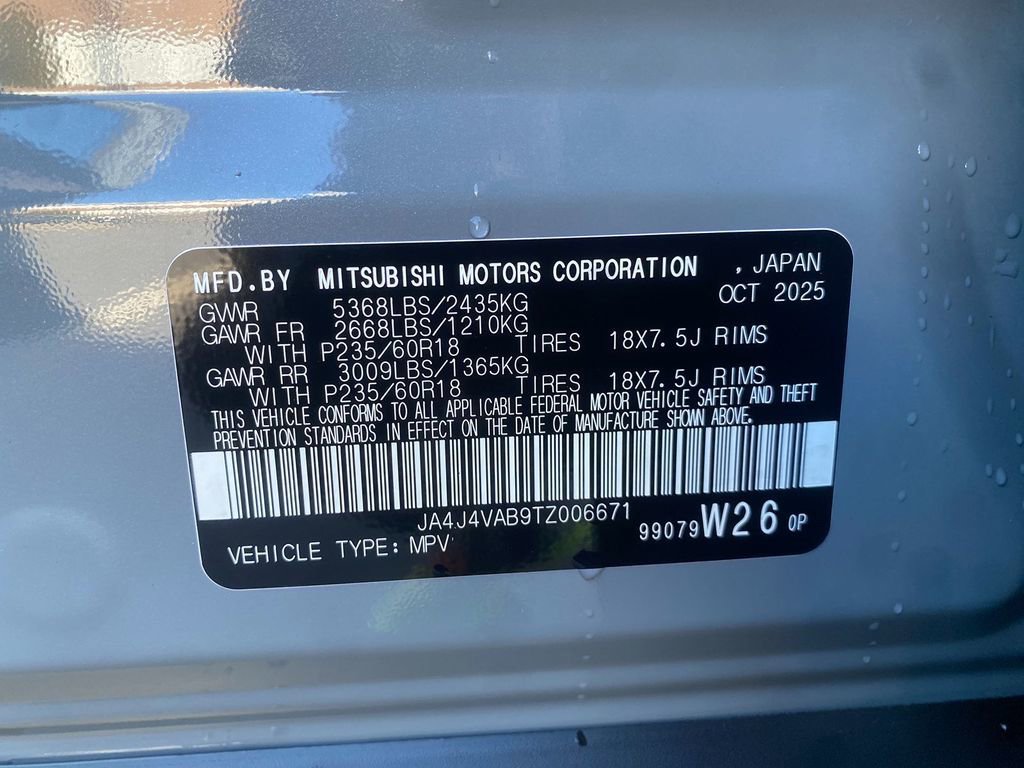 MFD.BY MITSUBISHI MOTORS CORPORATION , JAPAN
OCT 2025
GVWR 5368LBS/2435KG
GAWR FR 2668LBS/1210KG
WITH P235/60R18 TIRES 18X7.5J RIMS
GAWR RR 3009LBS/1365KG
WITH P235/60R18 TIRES 18X7.5J RIMS
THIS VEHICLE CONFORMS TO ALL APPLICABLE FEDERAL MOTOR VEHICLE SAFETY AND THEFT
PREVENTION STANDARDS IN EFFECT ON THE DATE OF MANUFACTURE SHOWN ABOVE.
JA4J4VAB9TZ006671
99079 W26 0P
VEHICLE TYPE: MPV